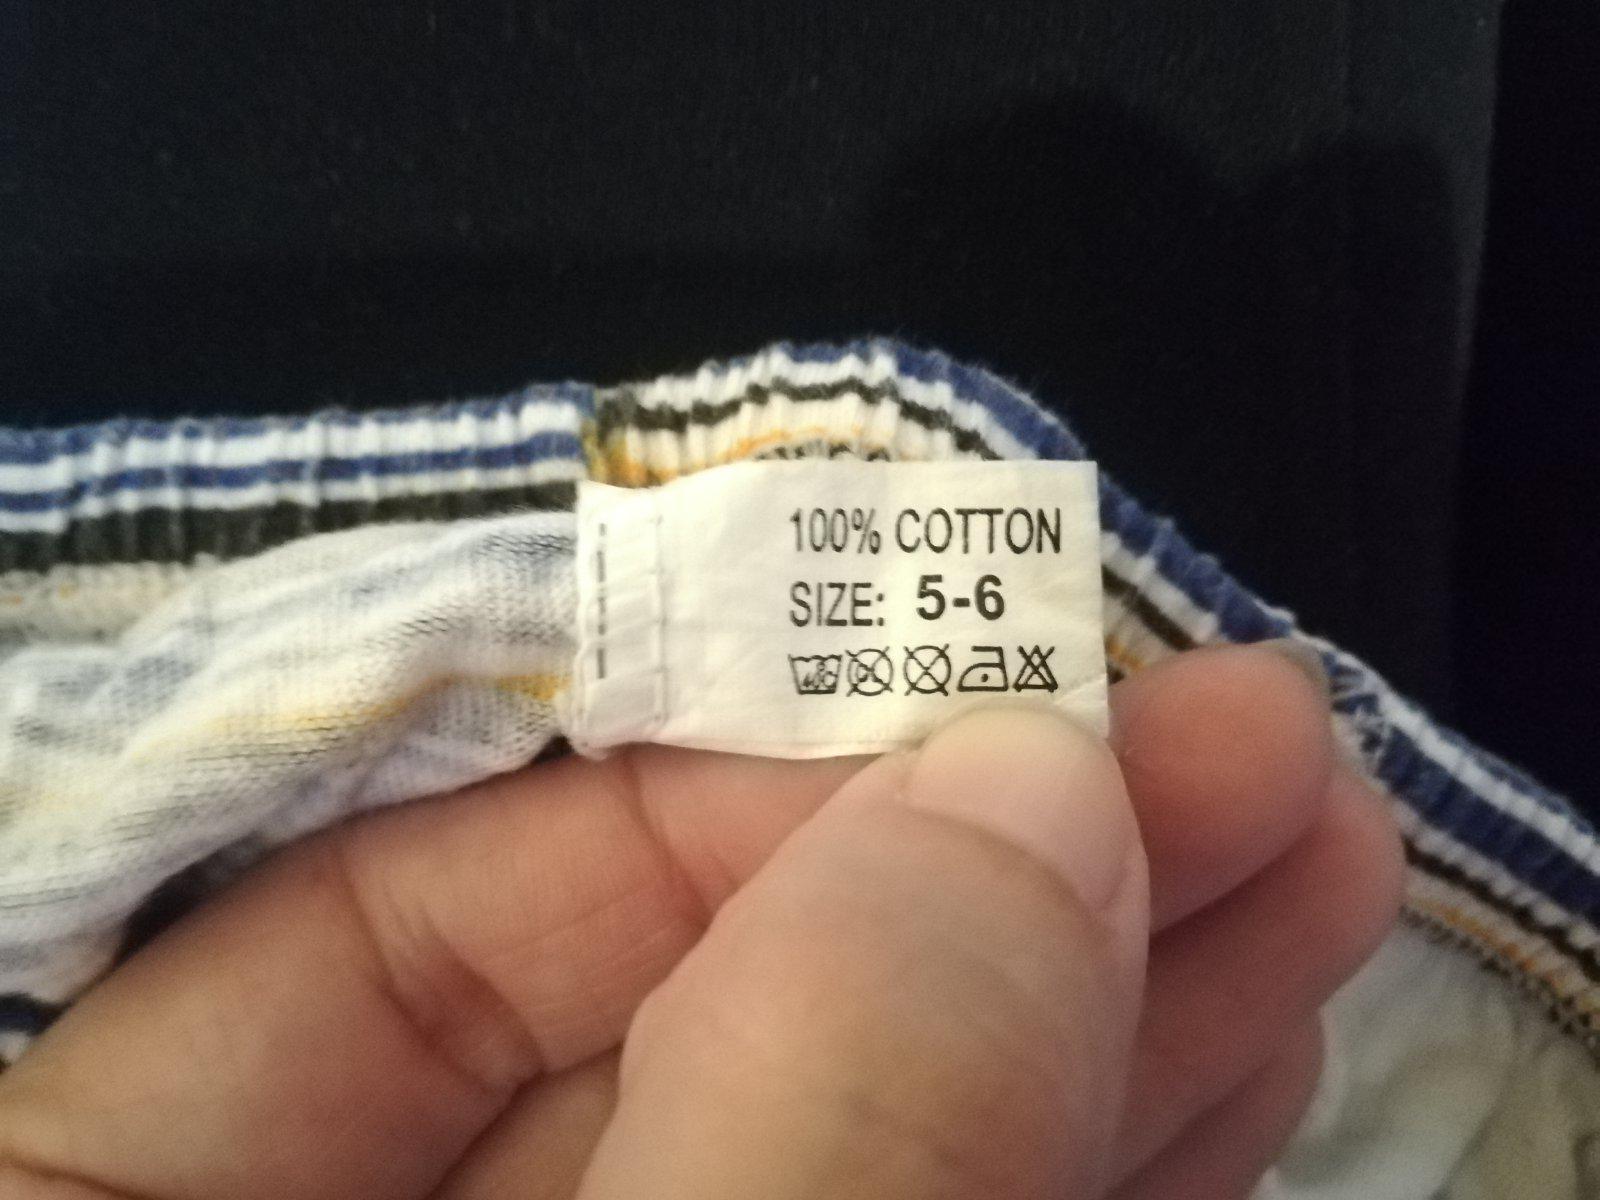 100% COTTON
SIZE: 5-6